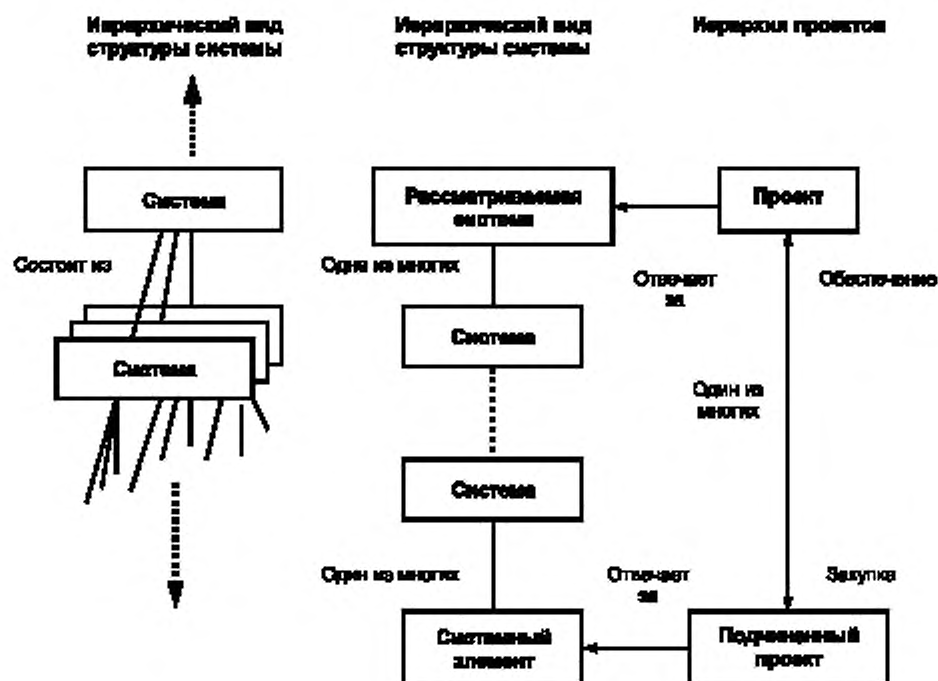 Иерархический вид
структуры системы
Иерархический вид
структуры системы
Иерархия проектов
Система
Состоит из
Система
Рассматриваемая
система
Проект
Одна из многих
Отвечает
за
Обеспечение
Система
Один из
многих
Система
Один из многих
Отвечает
за
Закупка
Системный
элемент
Подчиненный
проект